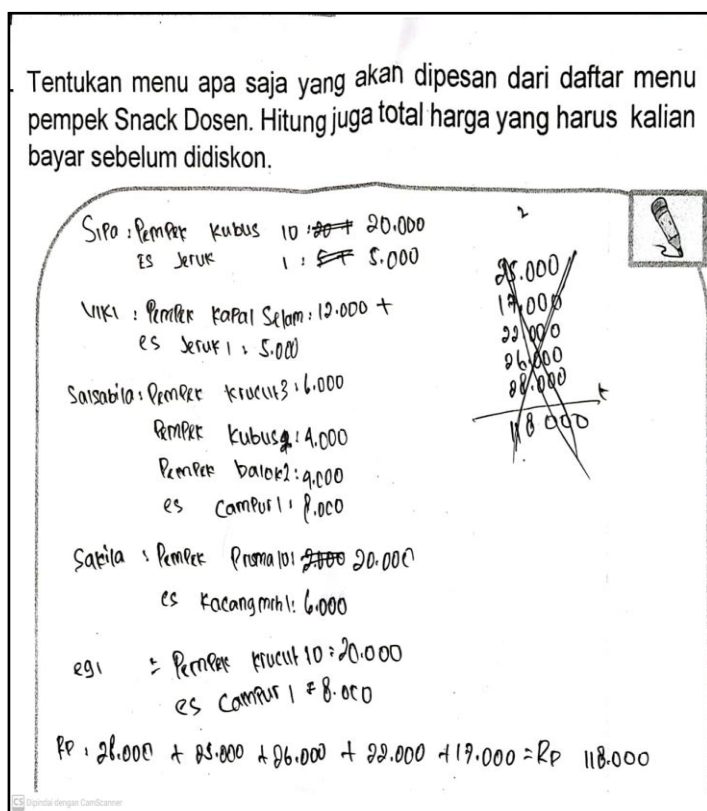 Tentukan menu apa saja yang akan dipesan dari daftar menu
pempek Snack Dosen. Hitung juga total harga yang harus kalian
bayar sebelum didiskon.
Sipa : Pempek kubus 10 : 20.000
Es Jeruk 1 : 5.000
Viki : Pempek kapal Selam : 12.000 +
es Jeruk 1 : 5.000
Salsabila : Pempek krucut 3 : 6.000
Pempek kubus 2 : 4.000
Pempek balok 2 : 4.000
es campur 1 : 8.000
Sakila : Pempek Prisma 10 : 20.000
es kacang mrh 1 : 6.000
egi : Pempek krucut 10 : 20.000
es campur 1 : 8.000
2
25.000
17.000
22.000
26.000
28.000 +
118 000
Rp : 28.000 + 25.000 + 26.000 + 22.000 + 17.000 = Rp 118.000
CS Dipindai dengan CamScanner